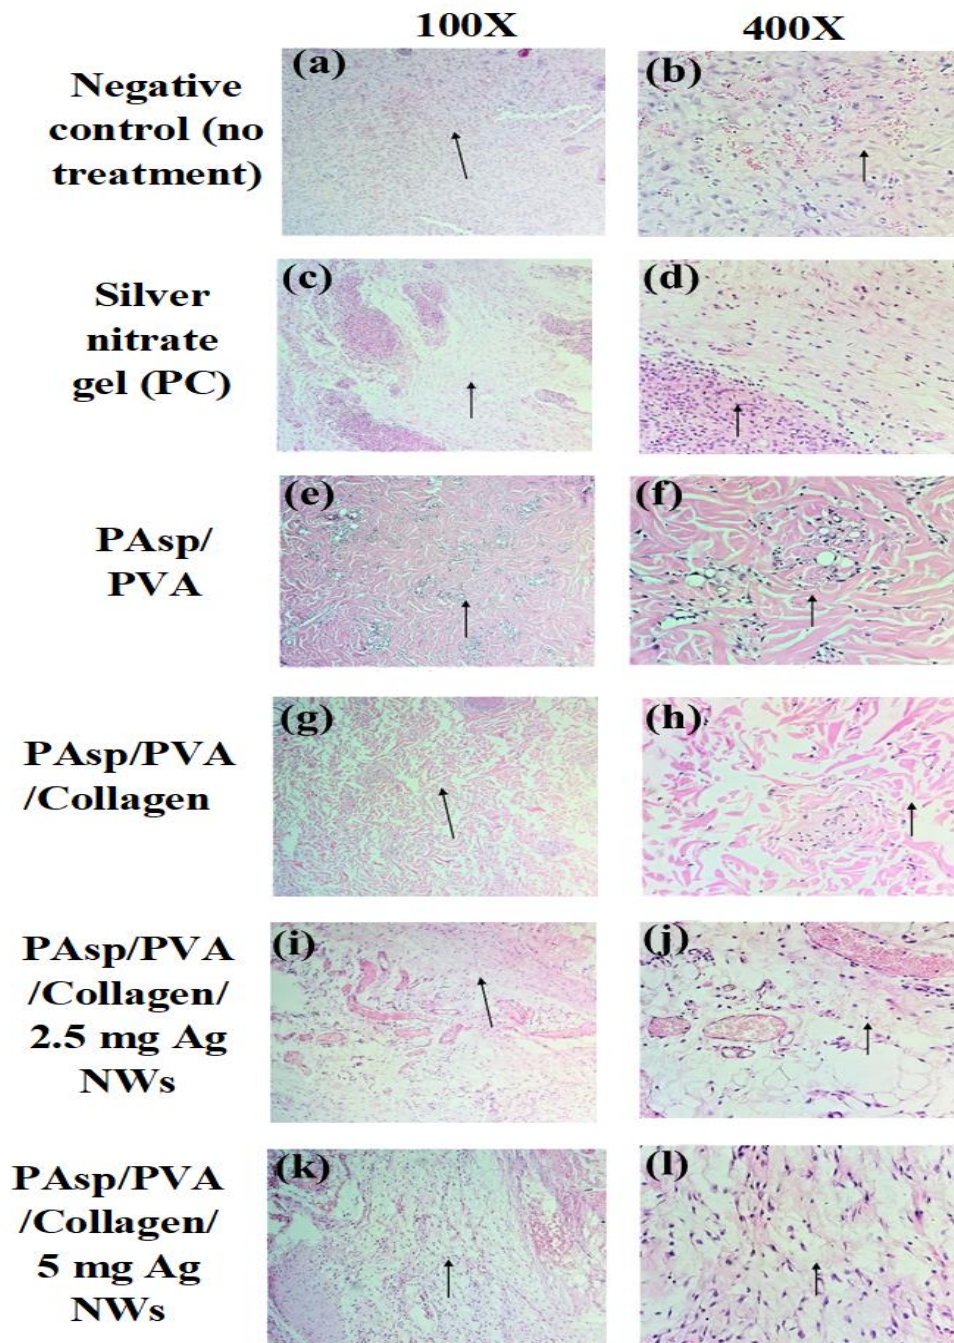 100X
400X
Negative
control (no
treatment)
(a)
(b)
Silver
nitrate
gel (PC)
(c)
(d)
PAsp/
PVA
(e)
(f)
PAsp/PVA
/Collagen
(g)
(h)
PAsp/PVA
/Collagen/
2.5 mg Ag
NWs
(i)
(j)
PAsp/PVA
/Collagen/
5 mg Ag
NWs
(k)
(l)